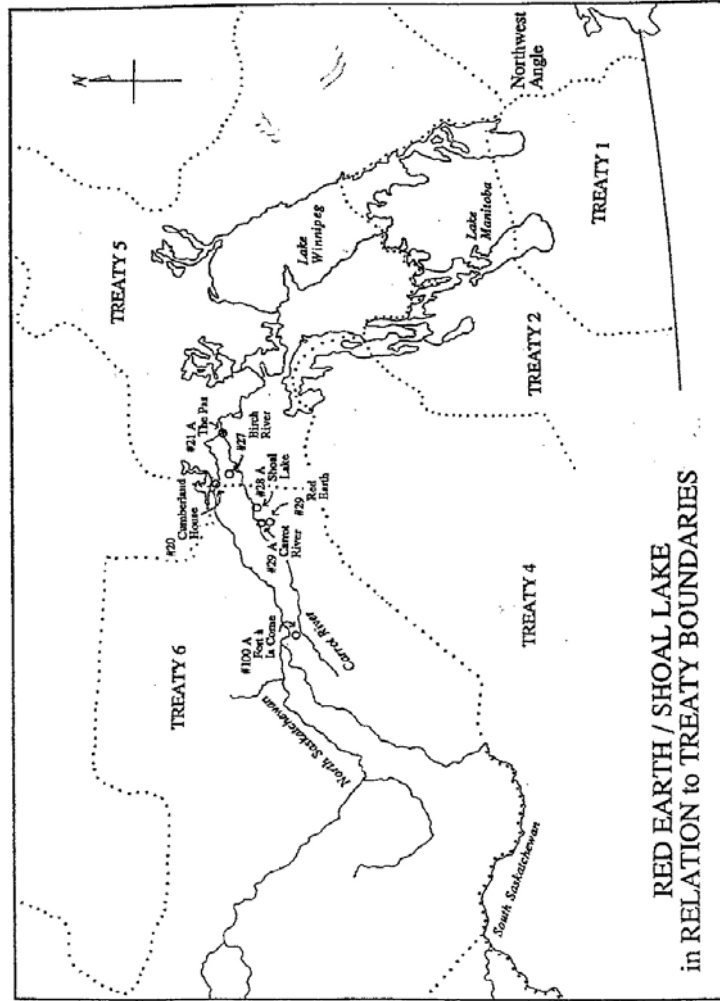 N
TREATY 5
TREATY 6
#20
Cumberland
House
#21 A
The Pas
Birch
River
#27
#28 A
Shoal
Lake
#29
Red
Earth
#29 A
Carrot
River
#100 A
Fort à
la Corne
Carrot River
North Saskatchewan
South Saskatchewan
Lake
Winnipeg
Lake
Manitoba
Northwest
Angle
TREATY 1
TREATY 2
TREATY 4
RED EARTH / SHOAL LAKE
in RELATION to TREATY BOUNDARIES